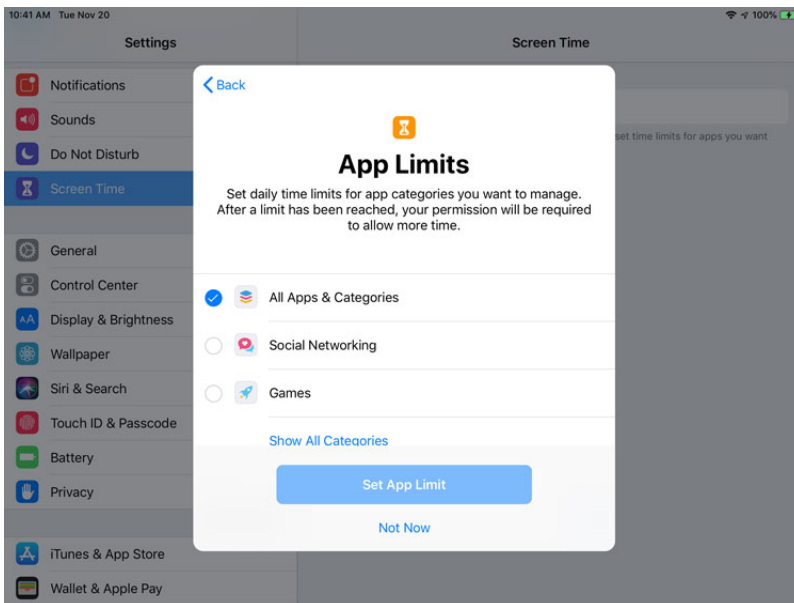 10:41 AM Tue Nov 20
100%
Settings
Screen Time
Notifications
Sounds
Do Not Disturb
Screen Time
General
Control Center
AA
Display & Brightness
Wallpaper
Siri & Search
Touch ID & Passcode
Battery
Privacy
iTunes & App Store
Wallet & Apple Pay
set time limits for apps you want
Back
App Limits
Set daily time limits for app categories you want to manage.
After a limit has been reached, your permission will be required
to allow more time.
All Apps & Categories
Social Networking
Games
Show All Categories
Set App Limit
Not Now